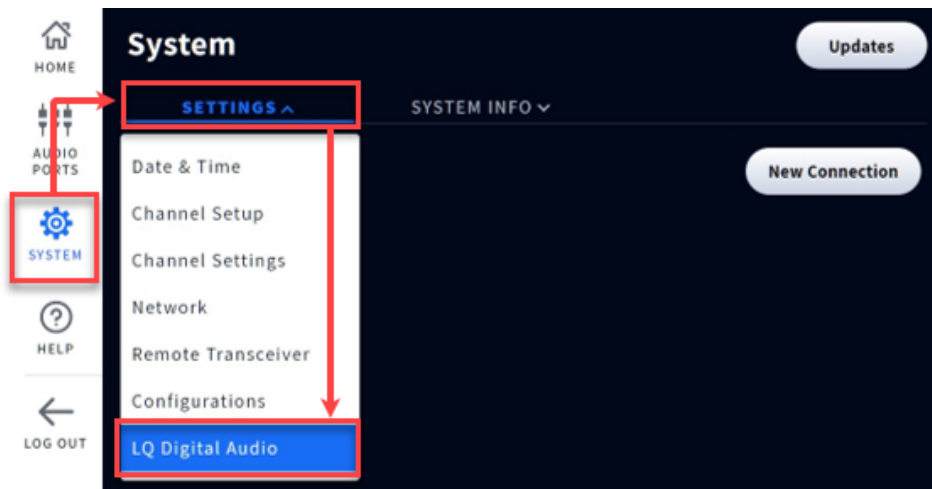 HOME
AUDIO
PORTS
SYSTEM
HELP
LOG OUT
System
Updates
SETTINGS
SYSTEM INFO
New Connection
Date & Time
Channel Setup
Channel Settings
Network
Remote Transceiver
Configurations
LQ Digital Audio